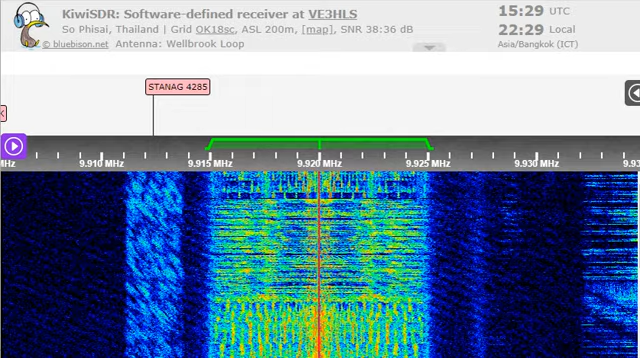 KiwiSDR: Software-defined receiver at VE3HLS
So Phisai, Thailand | Grid OK18sc, ASL 200m, [map], SNR 38:36 dB
© bluebison.net Antenna: Wellbrook Loop
15:29 UTC
22:29 Local
Asia/Bangkok (ICT)
STANAG 4285
MHz 9.910 MHz 9.915 MHz 9.920 MHz 9.925 MHz 9.930 MHz 9.93